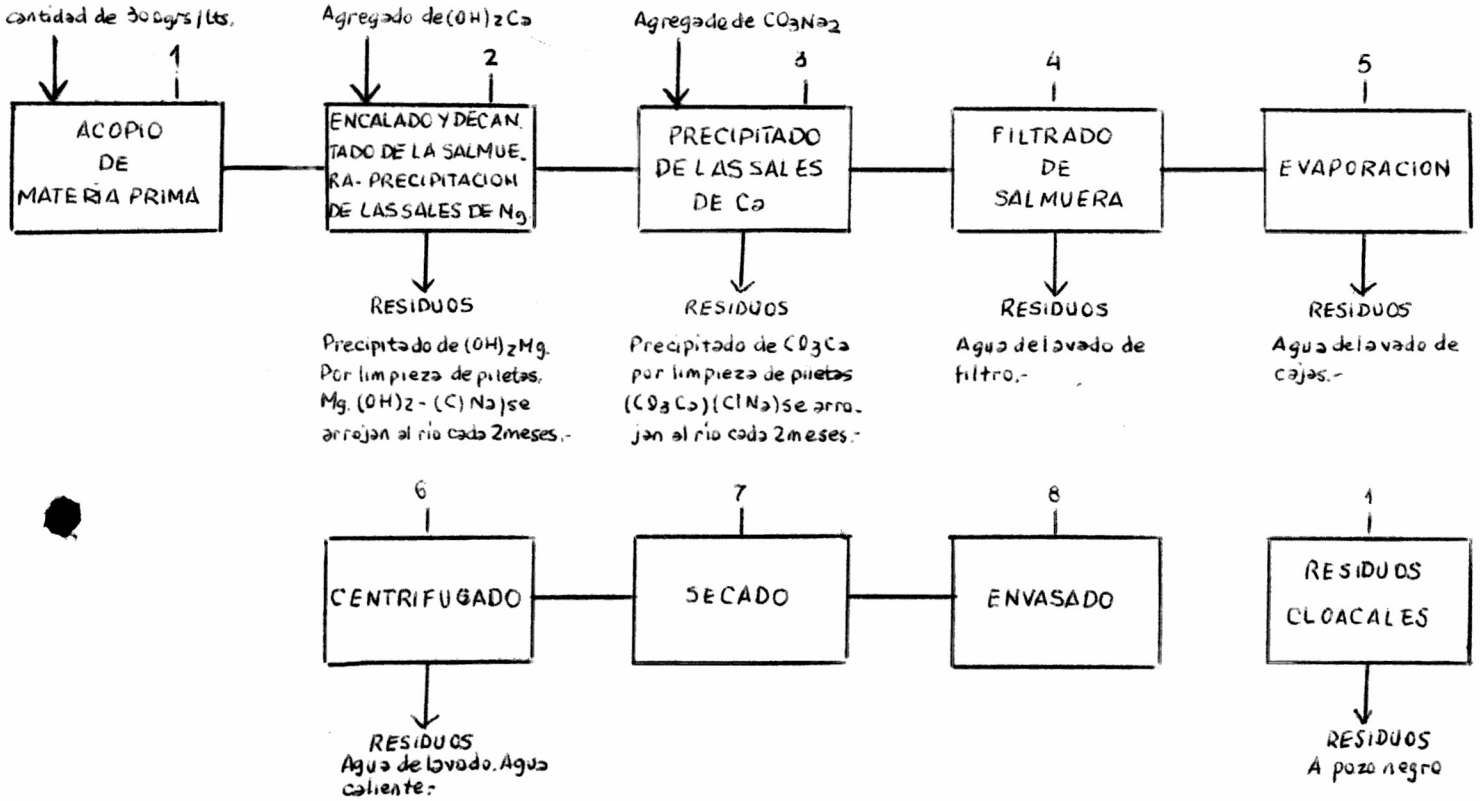 cantidad de 300grs/lts.
1
ACOPIO
DE
MATERIA PRIMA
Agregado de (OH)2Ca
2
ENCALADO Y DECAN.
TADO DE LA SALMUE.
RA- PRECIPITACION
DE LAS SALES DE Mg
RESIDUOS
Precipitado de (OH)2Mg.
Por limpieza de piletas.
Mg.(OH)2-(Cl Na) se
arrojan al río cada 2 meses.-
Agregado de CO3Na2
3
PRECIPITADO
DE LAS SALES
DE Ca
RESIDUOS
Precipitado de CO3Ca
por limpieza de piletas
(CO3Ca)(ClNa) se arro.
jan al río cada 2 meses.-
4
FILTRADO
DE
SALMUERA
RESIDUOS
Agua de lavado de
filtro.-
5
EVAPORACION
RESIDUOS
Agua de lavado de
cajas.-
6
CENTRIFUGADO
RESIDUOS
Agua de lavado. Agua
caliente.-
7
SECADO
8
ENVASADO
1
RESIDUOS
CLOACALES
RESIDUOS
A pozo negro